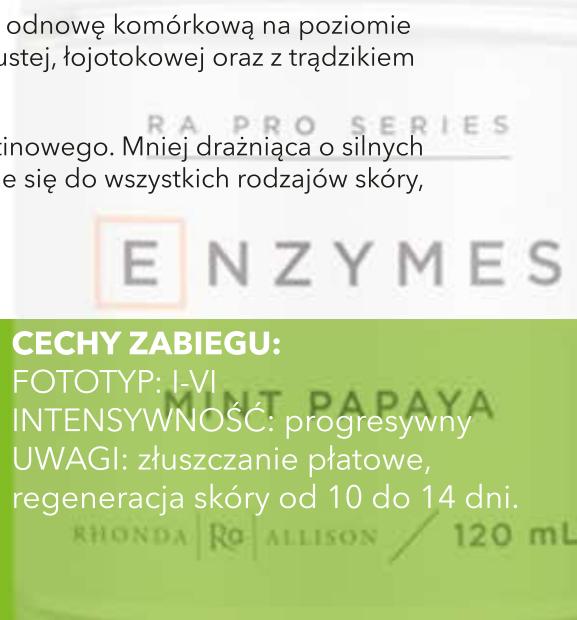 odnowę komórkową na poziomie
ustej, łojotokowej oraz z trądzikiem
RA PRO SERIES
tinowego. Mniej drażniąca o silnych
e się do wszystkich rodzajów skóry,
ENZYMES
CECHY ZABIEGU:
FOTOTYP: I-VI
MINT PAPAYA
INTENSYWNOŚĆ: progresywny
UWAGI: złuszczanie płatowe,
regeneracja skóry od 10 do 14 dni.
RHONDA Ra ALLISON / 120 mL